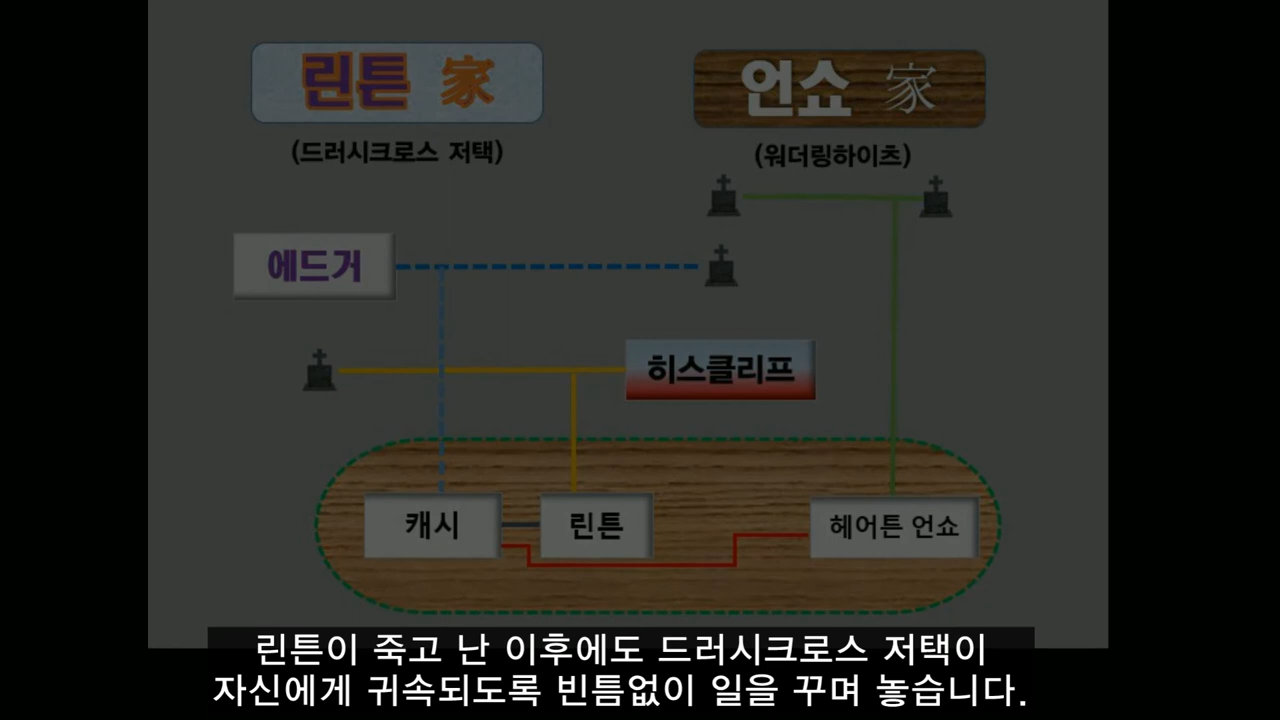 린튼 家
언쇼 家
(드러시크로스 저택)
(워더링하이츠)
에드거
히스클리프
캐시
린튼
헤어튼 언쇼
린튼이 죽고 난 이후에도 드러시크로스 저택이
자신에게 귀속되도록 빈틈없이 일을 꾸며 놓습니다.